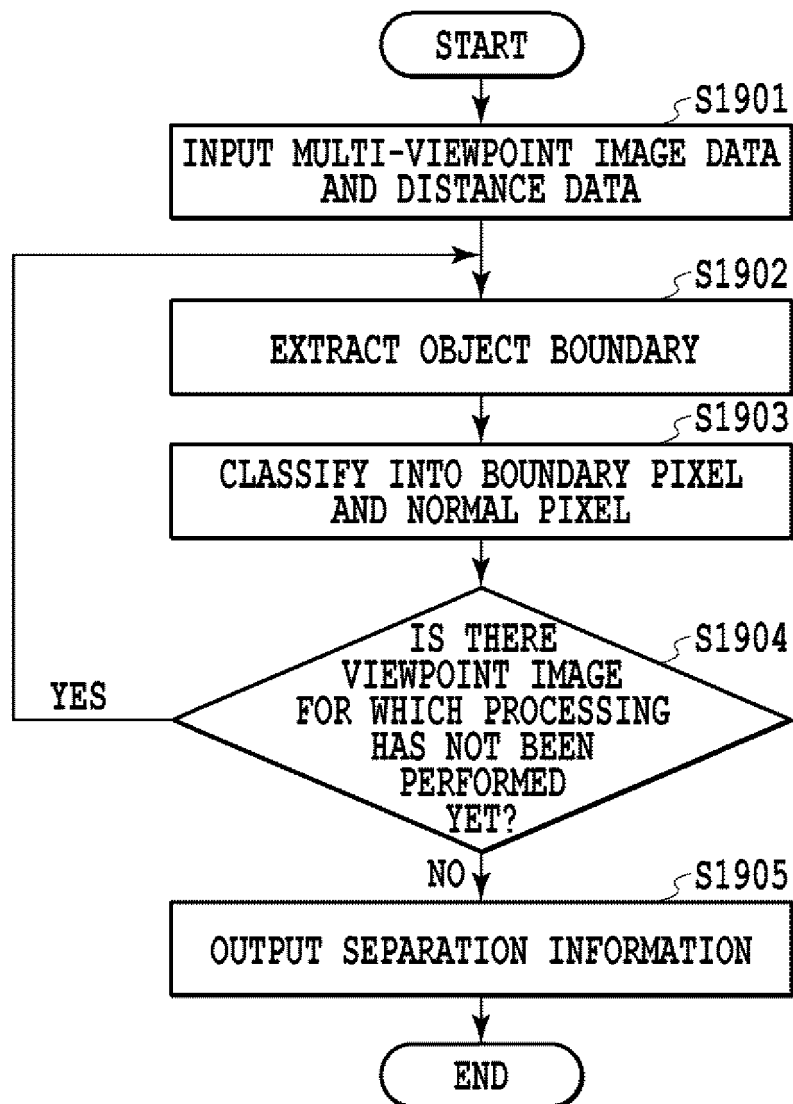 START
S1901
INPUT MULTI-VIEWPOINT IMAGE DATA
AND DISTANCE DATA
S1902
EXTRACT OBJECT BOUNDARY
S1903
CLASSIFY INTO BOUNDARY PIXEL
AND NORMAL PIXEL
S1904
IS THERE
VIEWPOINT IMAGE
FOR WHICH PROCESSING
HAS NOT BEEN
PERFORMED
YET?
YES
NO
S1905
OUTPUT SEPARATION INFORMATION
END